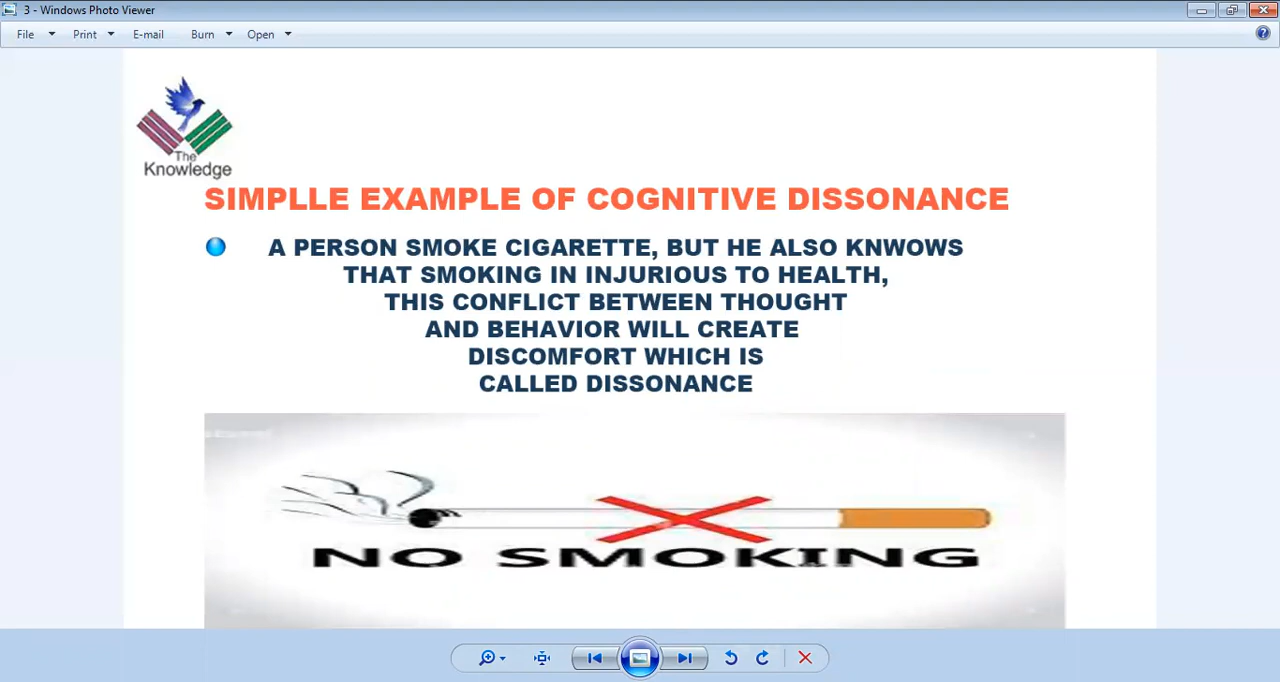 3 - Windows Photo Viewer
File Print E-mail Burn Open
The
Knowledge
SIMPLLE EXAMPLE OF COGNITIVE DISSONANCE
A PERSON SMOKE CIGARETTE, BUT HE ALSO KNWOWS
THAT SMOKING IN INJURIOUS TO HEALTH,
THIS CONFLICT BETWEEN THOUGHT
AND BEHAVIOR WILL CREATE
DISCOMFORT WHICH IS
CALLED DISSONANCE
NO SMOKING